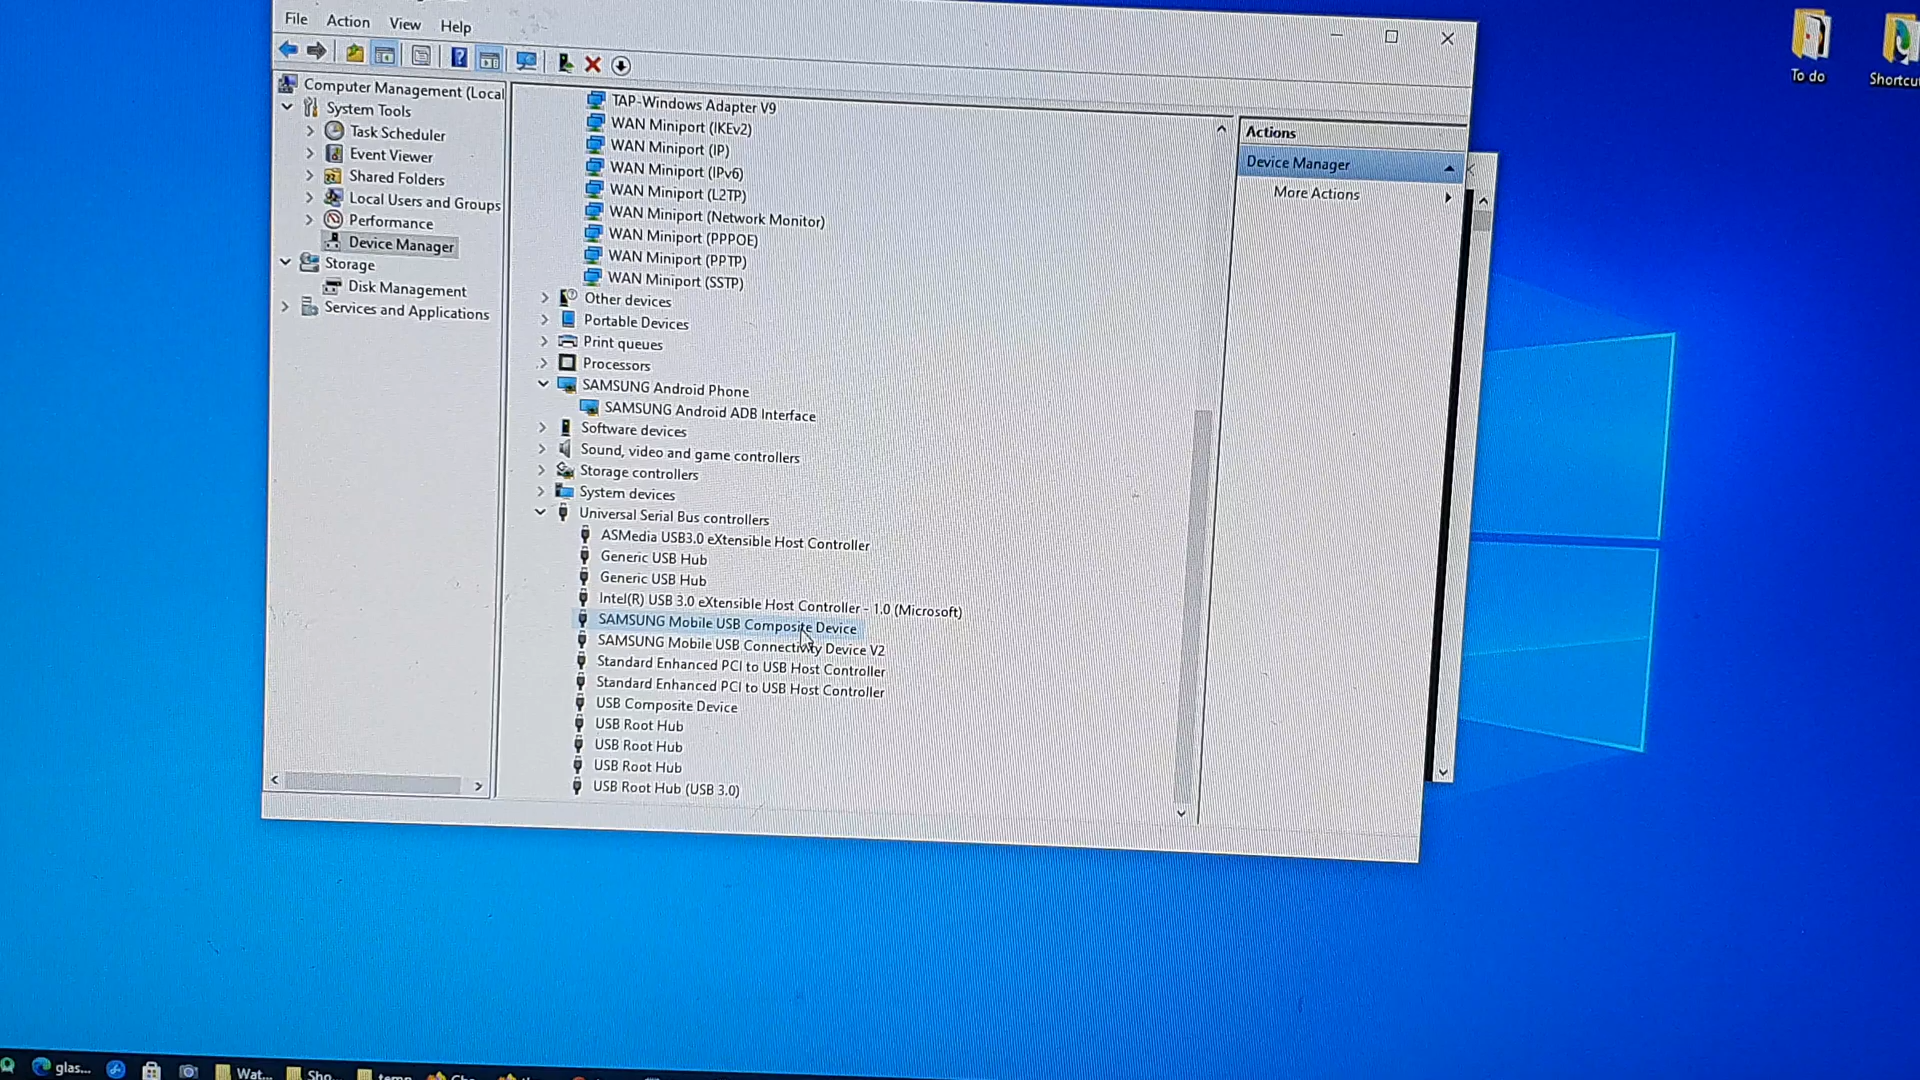 File Action View Help
To do
Computer Management (Local
System Tools
Task Scheduler
Event Viewer
Shared Folders
Local Users and Groups
Performance
Device Manager
Storage
Disk Management
Services and Applications
TAP-Windows Adapter V9
WAN Miniport (IKEv2)
WAN Miniport (IP)
WAN Miniport (IPv6)
WAN Miniport (L2TP)
WAN Miniport (Network Monitor)
WAN Miniport (PPPOE)
WAN Miniport (PPTP)
WAN Miniport (SSTP)
Other devices
Portable Devices
Print queues
Processors
SAMSUNG Android Phone
SAMSUNG Android ADB Interface
Software devices
Sound, video and game controllers
Storage controllers
System devices
Universal Serial Bus controllers
ASMedia USB3.0 eXtensible Host Controller
Generic USB Hub
Generic USB Hub
Intel(R) USB 3.0 eXtensible Host Controller - 1.0 (Microsoft)
SAMSUNG Mobile USB Composite Device
SAMSUNG Mobile USB Connectivity Device V2
Standard Enhanced PCI to USB Host Controller
Standard Enhanced PCI to USB Host Controller
USB Composite Device
USB Root Hub
USB Root Hub
USB Root Hub
USB Root Hub (USB 3.0)
Actions
Device Manager
More Actions
Shortcu
glas...
Wat...
Sho...